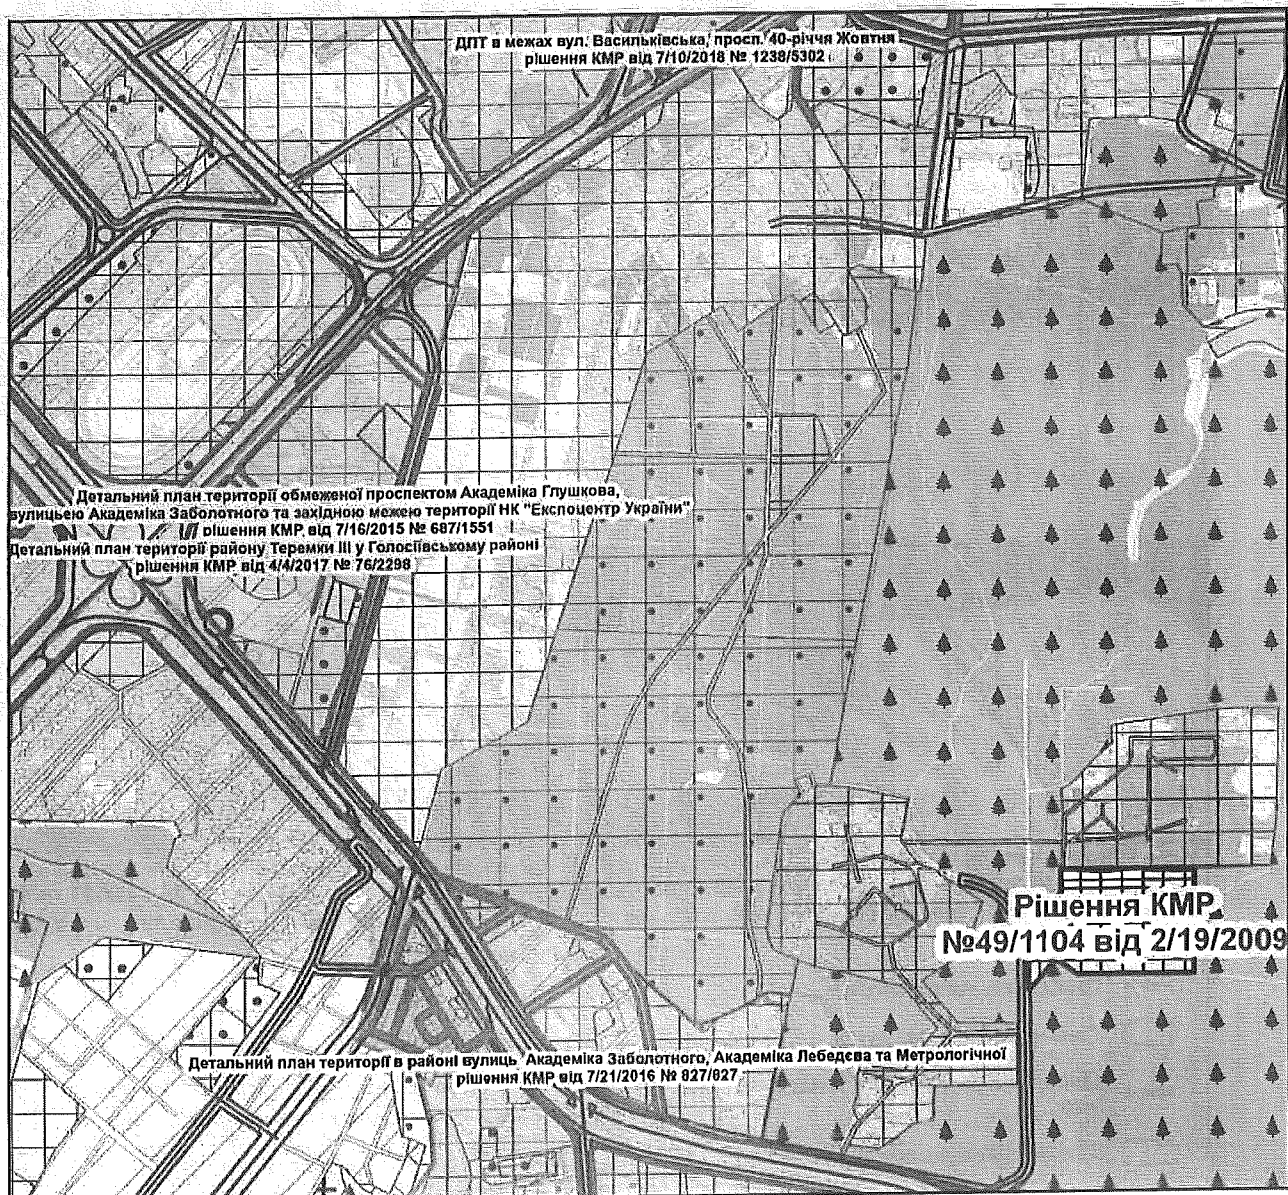 ДПТ в межах вул. Васильківська, просп. 40-річчя Жовтня
рішення КМР від 7/10/2018 № 1238/5302
Детальний план території обмеженої проспектом Академіка Глушкова,
вулицьею Академіка Заболотного та західною межею території НК "Експоцентр України"
рішення КМР від 7/16/2015 № 687/1551
Детальний план території району Теремки III у Голосіївському районі
рішення КМР від 4/4/2017 № 76/2298
Рішення КМР
№49/1104 від 2/19/2009
Детальний план території в районі вулиць Академіка Заболотного, Академіка Лебедєва та Метрологічної
рішення КМР від 7/21/2016 № 827/827